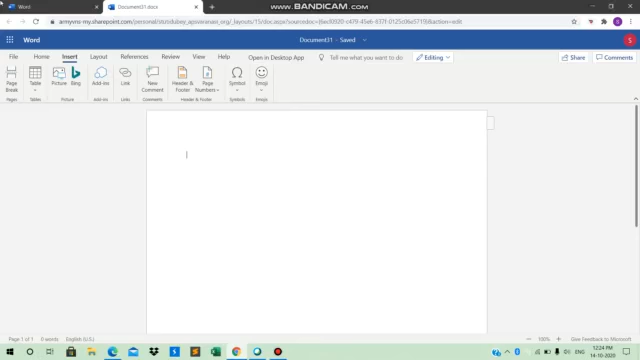 Word
Document31.docx
www.BANDICAM.com
Word
Document31 - Saved
File Home Insert Layout References Review View Help Open in Desktop App Tell me what you want to do Editing Share Comments
Page Break
Table
Picture
Bing
Add-ins
Link
New Comment
Header & Footer
Page Numbers
Symbol
Emoji
Pages Tables Picture Add-ins Links Comments Header & Footer Symbols Emojis
Page 1 of 1 0 words English (U.S.) 100% Give Feedback to Microsoft
12:24 PM
14-10-2020